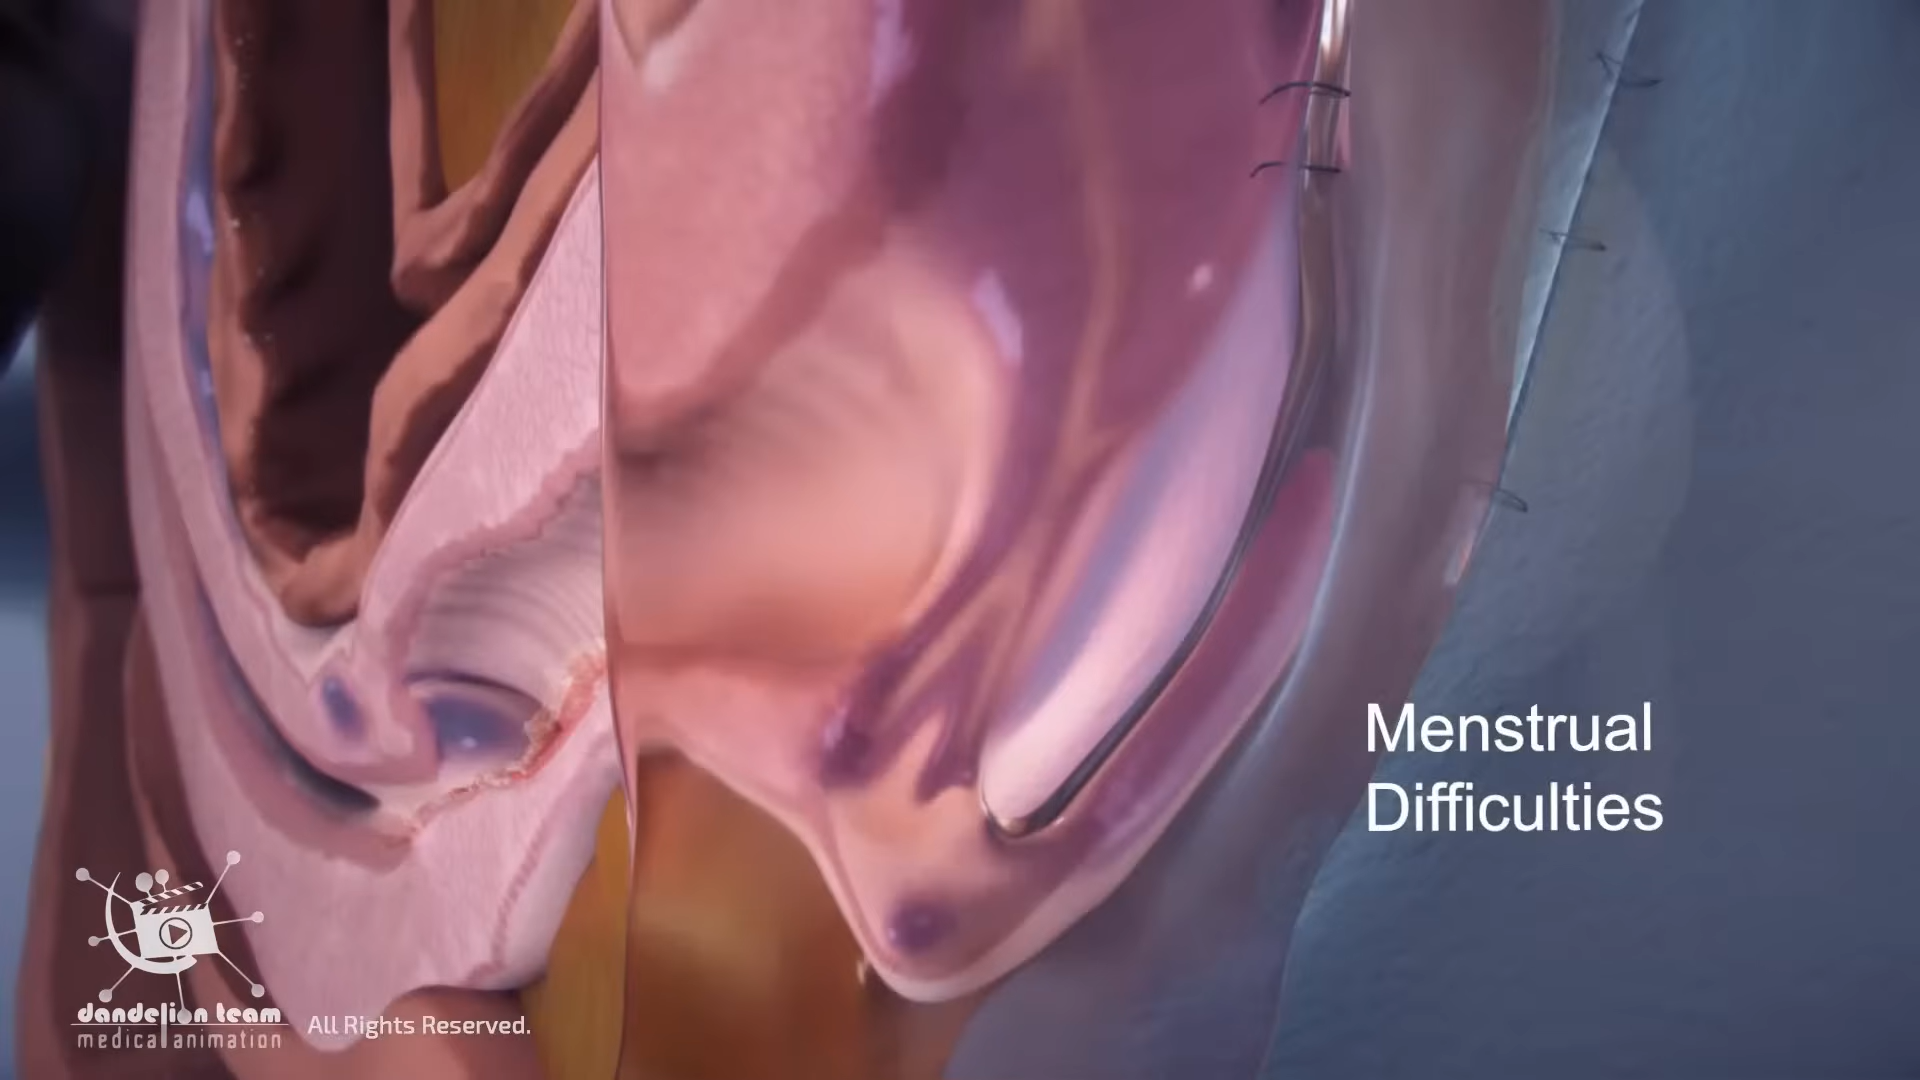 Menstrual
Difficulties
dandelion team
medical animation
All Rights Reserved.